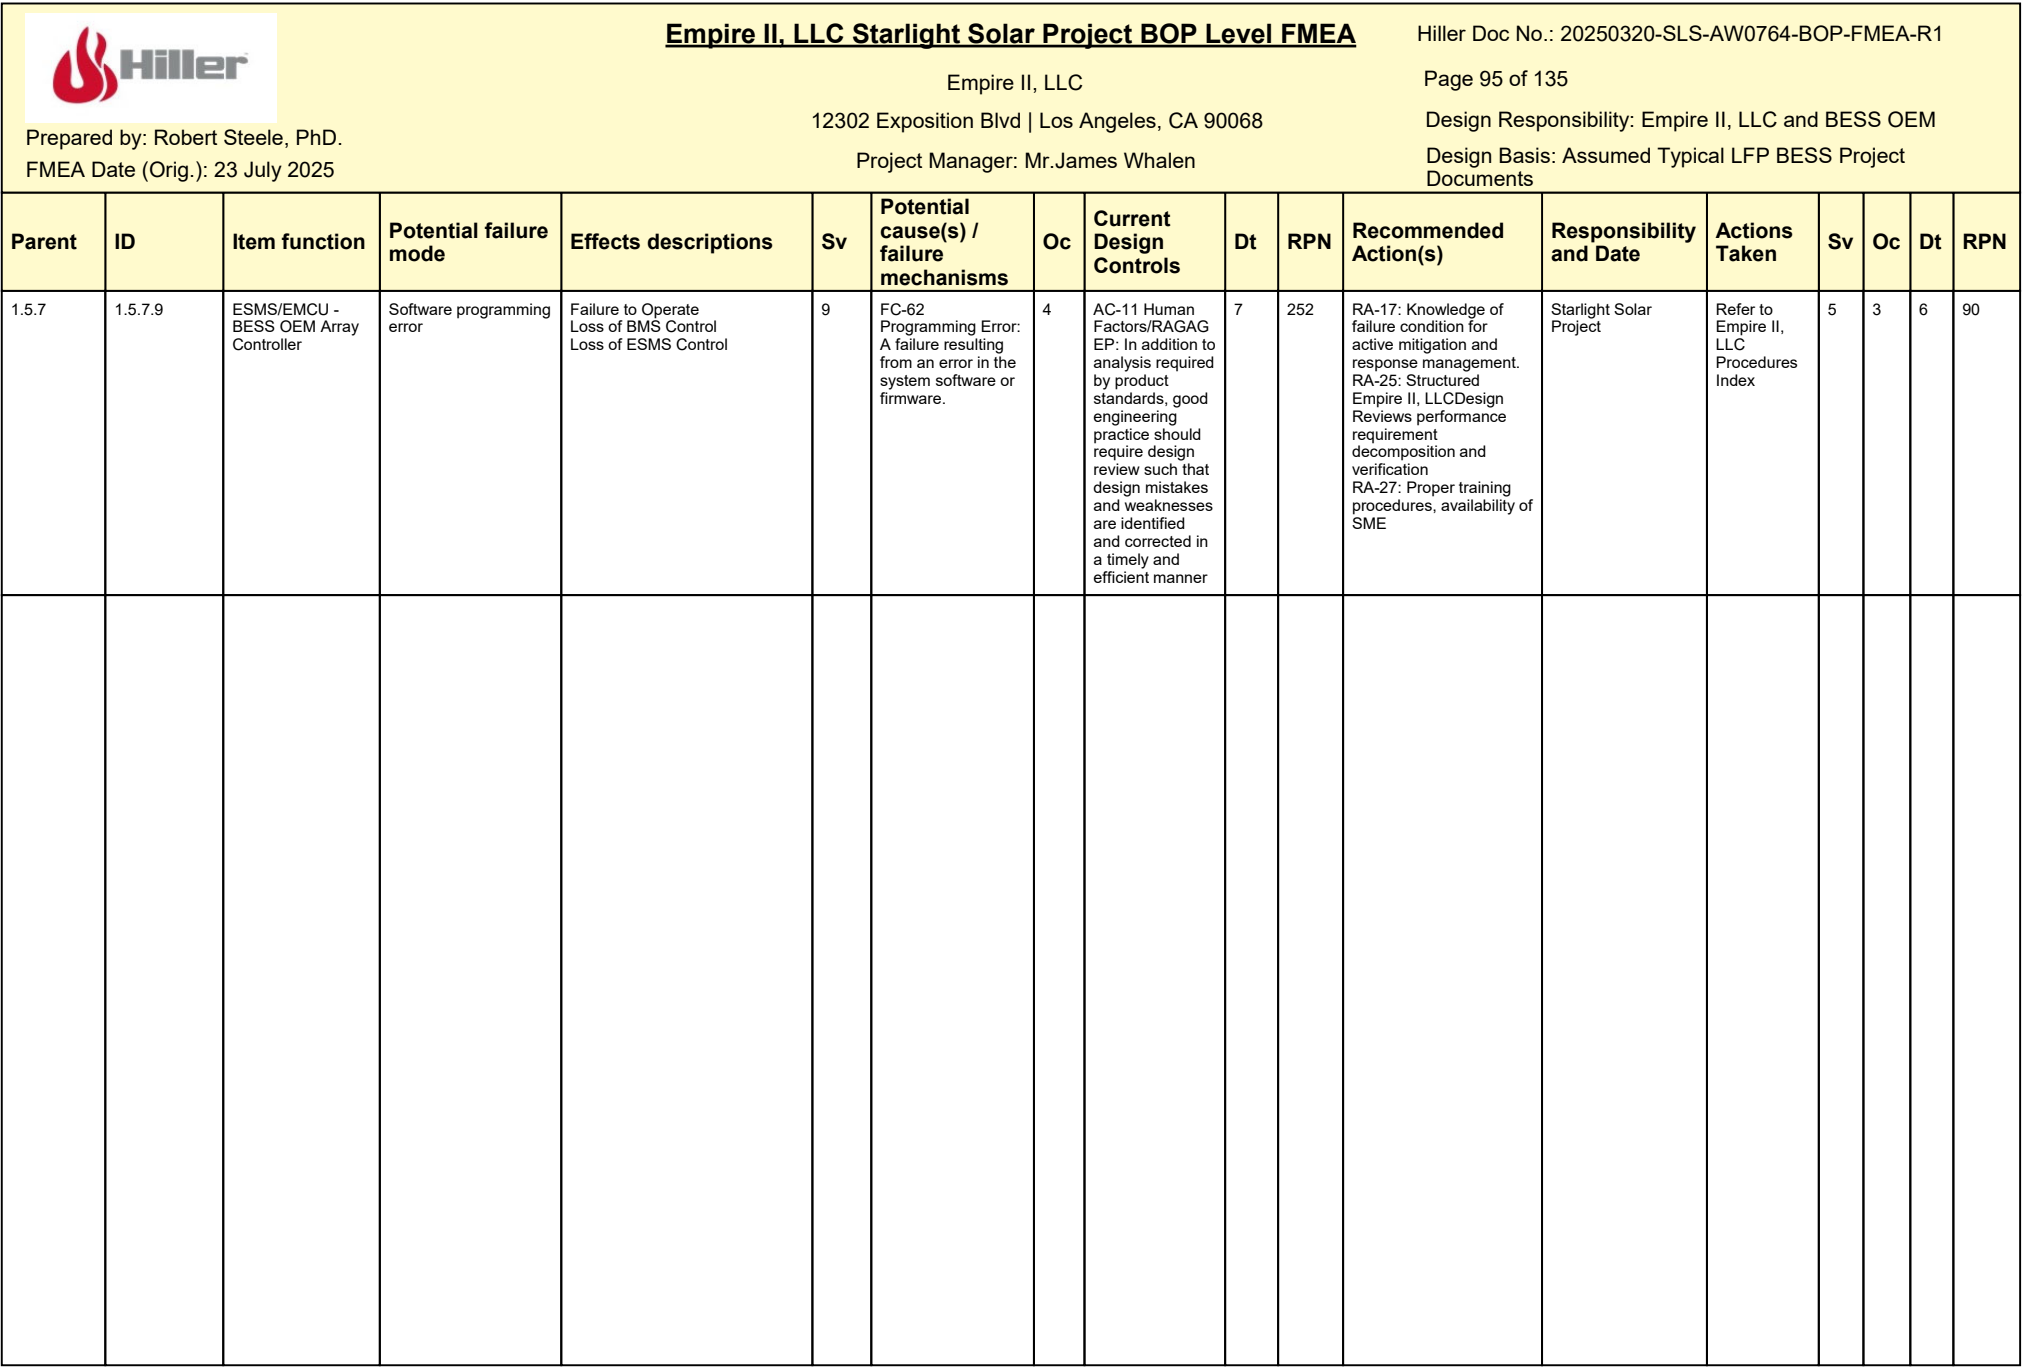 Hiller
Prepared by: Robert Steele, PhD.
FMEA Date (Orig.): 23 July 2025
Empire II, LLC Starlight Solar Project BOP Level FMEA
Empire II, LLC
12302 Exposition Blvd | Los Angeles, CA 90068
Project Manager: Mr.James Whalen
Hiller Doc No.: 20250320-SLS-AW0764-BOP-FMEA-R1
Page 95 of 135
Design Responsibility: Empire II, LLC and BESS OEM
Design Basis: Assumed Typical LFP BESS Project
Documents
Parent
ID
Item function
Potential failure
mode
Effects descriptions
Sv
Potential
cause(s) /
failure
mechanisms
Oc
Current
Design
Controls
Dt
RPN
Recommended
Action(s)
Responsibility
and Date
Actions
Taken
Sv
Oc
Dt
RPN
1.5.7
1.5.7.9
ESMS/EMCU -
BESS OEM Array
Controller
Software programming
error
Failure to Operate
Loss of BMS Control
Loss of ESMS Control
9
FC-62
Programming Error:
A failure resulting
from an error in the
system software or
firmware.
4
AC-11 Human
Factors/RAGAG
EP: In addition to
analysis required
by product
standards, good
engineering
practice should
require design
review such that
design mistakes
and weaknesses
are identified
and corrected in
a timely and
efficient manner
7
252
RA-17: Knowledge of
failure condition for
active mitigation and
response management.
RA-25: Structured
Empire II, LLCDesign
Reviews performance
requirement
decomposition and
verification
RA-27: Proper training
procedures, availability of
SME
Starlight Solar
Project
Refer to
Empire II,
LLC
Procedures
Index
5
3
6
90